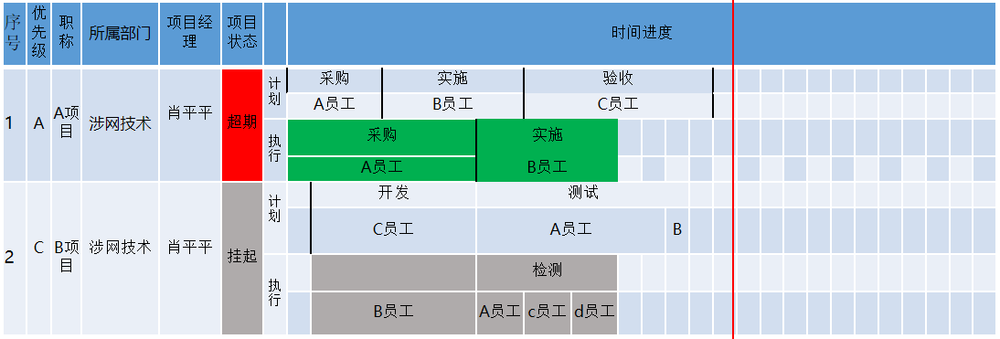 序号 优先级 职称 所属部门 项目经理 项目状态 时间进度
1 A A项目 涉网技术 肖平平 超期
计划 采购 实施 验收
A员工 B员工 C员工
执行 采购 实施
A员工 B员工
2 C B项目 涉网技术 肖平平 挂起
计划 开发 测试
C员工 A员工 B
执行 检测
B员工 A员工 c员工 d员工